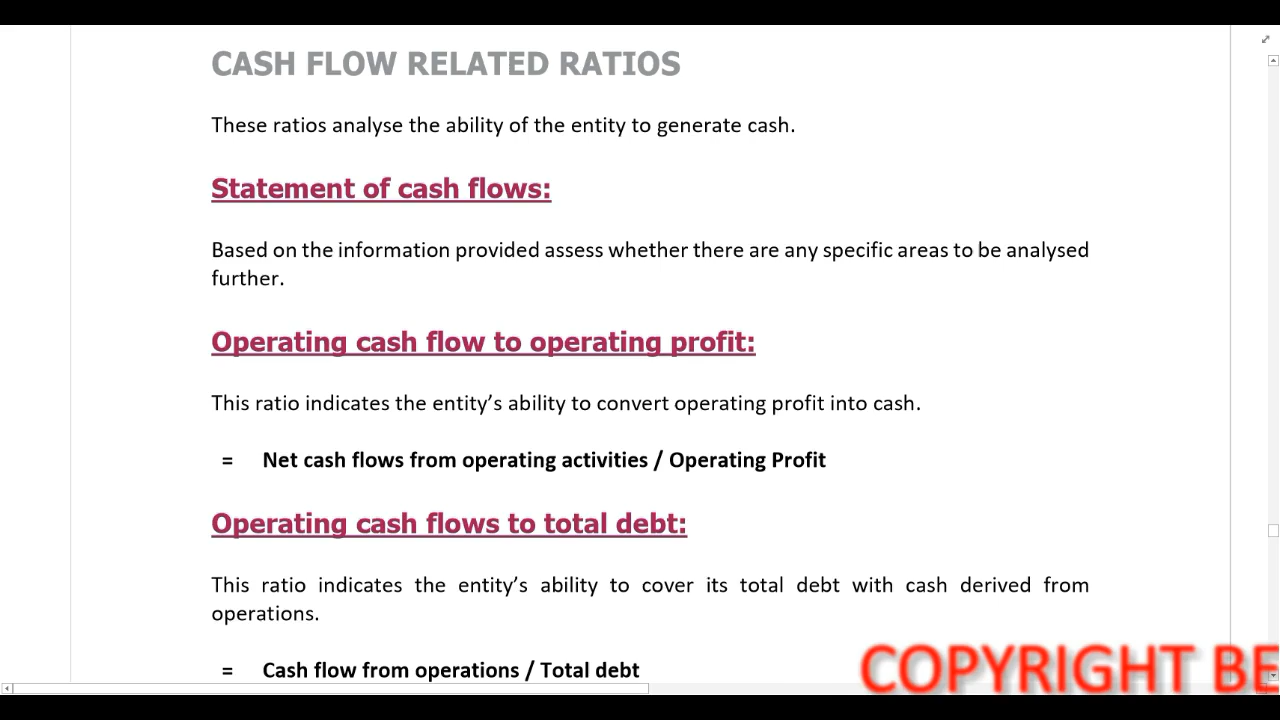 CASH FLOW RELATED RATIOS
These ratios analyse the ability of the entity to generate cash.
Statement of cash flows:
Based on the information provided assess whether there are any specific areas to be analysed
further.
Operating cash flow to operating profit:
This ratio indicates the entity’s ability to convert operating profit into cash.
= Net cash flows from operating activities / Operating Profit
Operating cash flows to total debt:
This ratio indicates the entity’s ability to cover its total debt with cash derived from
operations.
= Cash flow from operations / Total debt
COPYRIGHT BE